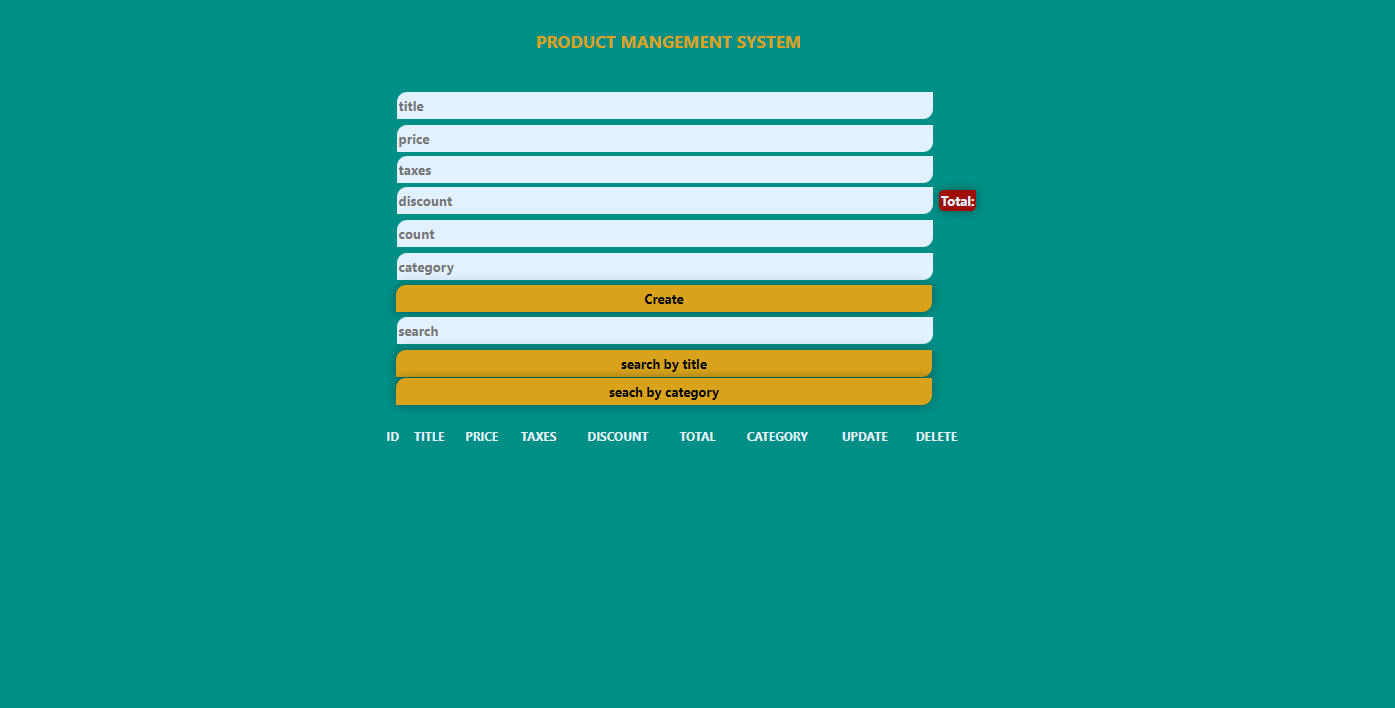 PRODUCT MANGEMENT SYSTEM
title
price
taxes
discount Total:
count
category
Create
search
search by title
seach by category
ID TITLE PRICE TAXES DISCOUNT TOTAL CATEGORY UPDATE DELETE